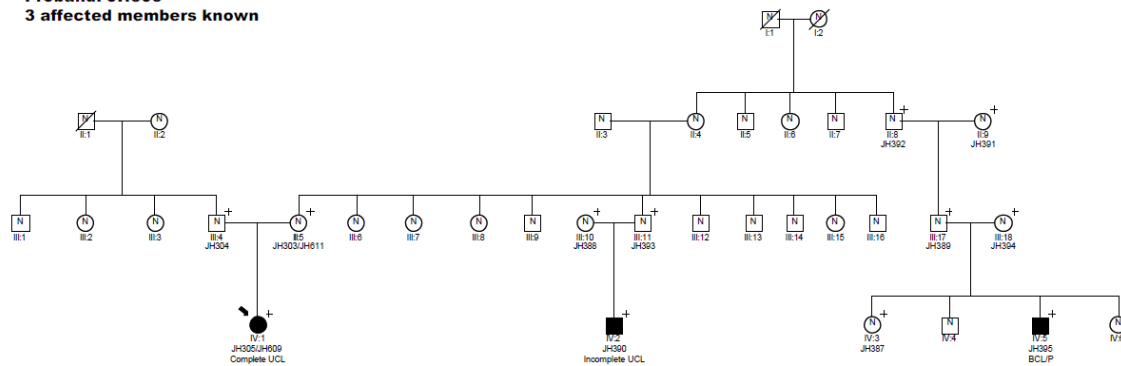 3 affected members known
N N
I:1 I:2
N N N N N N N N N
II:1 II:2 II:3 II:4 II:5 II:6 II:7 II:8 II:9
JH392 JH391
N N N N N N N N N N N N N N N N N N
III:1 III:2 III:3 III:4 III:5 III:6 III:7 III:8 III:9 III:10 III:11 III:12 III:13 III:14 III:15 III:16 III:17 III:18
JH304 JH303/JH611 JH388 JH393 JH389 JH394
N N N
IV:1 IV:2 IV:3 IV:4 IV:5
JH305/JH609 JH390 JH387 JH395
Complete UCL Incomplete UCL BCL/P